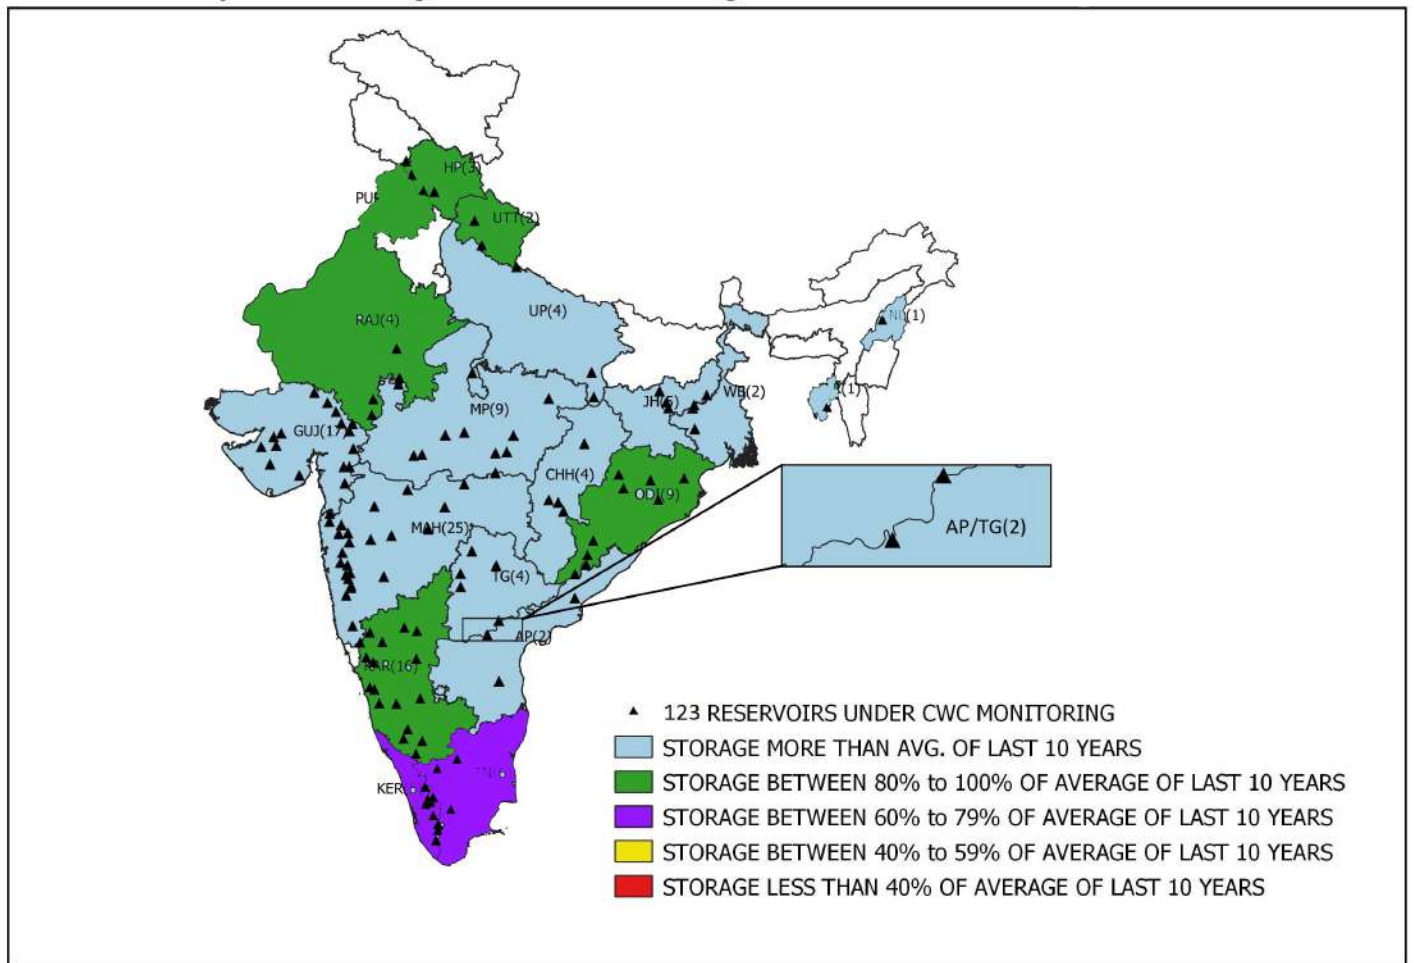 HP(3)
UTT(2)
UP(4)
RAJ(4)
(1)
WB(2)
MP(9)
JH(5)
(1)
GUJ(17)
CHH(4)
ODI(9)
MAH(25)
AP/TG(2)
TG(4)
AP(2)
KAR(16)
123 RESERVOIRS UNDER CWC MONITORING
STORAGE MORE THAN AVG. OF LAST 10 YEARS
STORAGE BETWEEN 80% to 100% OF AVERAGE OF LAST 10 YEARS
KER
STORAGE BETWEEN 60% to 79% OF AVERAGE OF LAST 10 YEARS
STORAGE BETWEEN 40% to 59% OF AVERAGE OF LAST 10 YEARS
STORAGE LESS THAN 40% OF AVERAGE OF LAST 10 YEARS